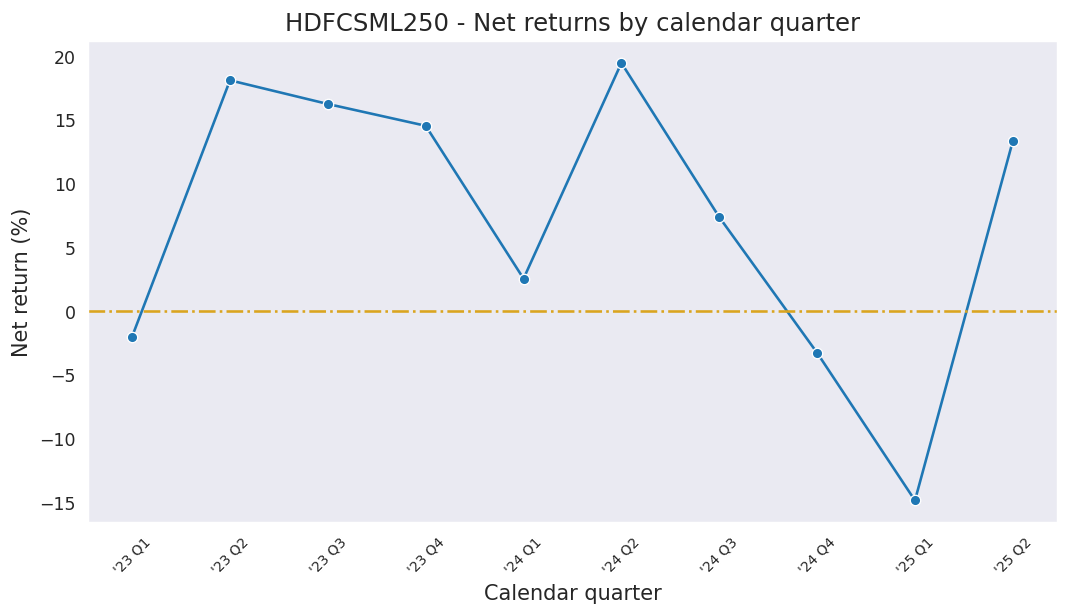 HDFCSML250 - Net returns by calendar quarter
Net return (%)
20
15
10
5
0
−5
−10
−15
'23 Q1
'23 Q2
'23 Q3
'23 Q4
'24 Q1
'24 Q2
'24 Q3
'24 Q4
'25 Q1
'25 Q2
Calendar quarter